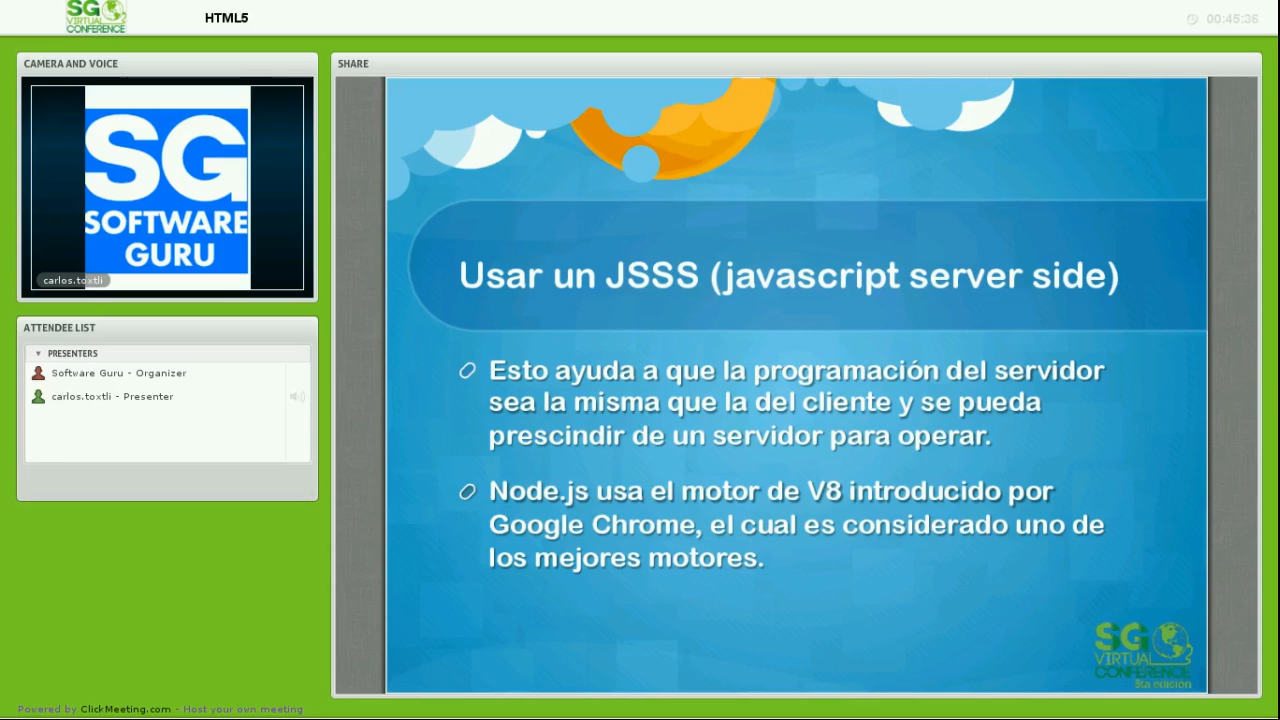 SG
VIRTUAL
CONFERENCE
HTML5
00:45:36
CAMERA AND VOICE
SG
SOFTWARE
GURU
carlos.toxtli
ATTENDEE LIST
PRESENTERS
Software Guru - Organizer
carlos.toxtli - Presenter
SHARE
Usar un JSSS (javascript server side)
Esto ayuda a que la programación del servidor
sea la misma que la del cliente y se pueda
prescindir de un servidor para operar.
Node.js usa el motor de V8 introducido por
Google Chrome, el cual es considerado uno de
los mejores motores.
SG
VIRTUAL
CONFERENCE
5ta edición
Powered by ClickMeeting.com - Host your own meeting